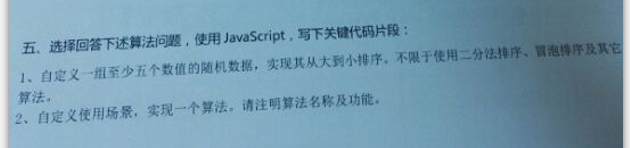 五、选择回答下述算法问题，使用 JavaScript，写下关键代码片段：
1、自定义一组至少五个数值的随机数据，实现其从大到小排序。不限于使用二分法排序、冒泡排序及其它
算法。
2、自定义使用场景，实现一个算法。请注明算法名称及功能。